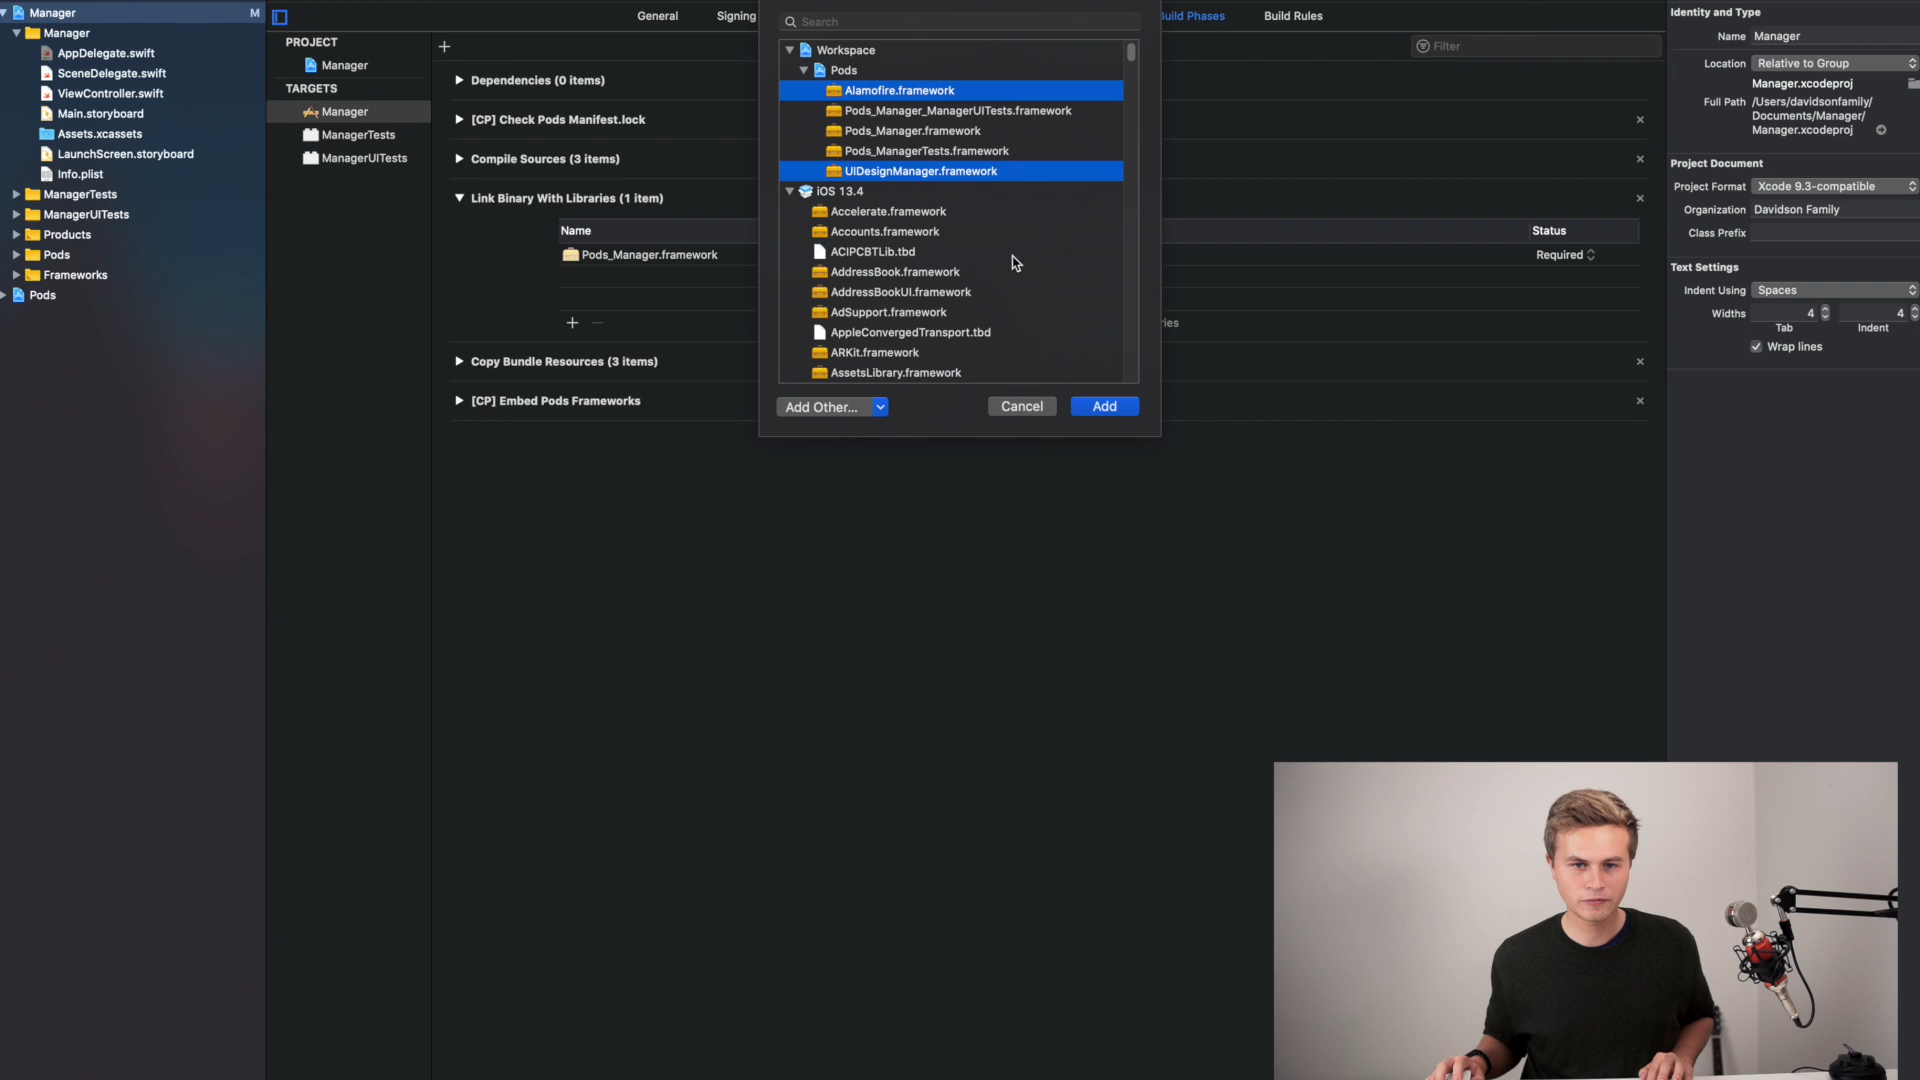 Manager
M
Manager
AppDelegate.swift
SceneDelegate.swift
ViewController.swift
Main.storyboard
Assets.xcassets
LaunchScreen.storyboard
Info.plist
ManagerTests
ManagerUITests
Products
Pods
Frameworks
Pods
PROJECT
Manager
TARGETS
Manager
ManagerTests
ManagerUITests
General
Signing
Build Phases
Build Rules
Filter
Dependencies (0 items)
[CP] Check Pods Manifest.lock
Compile Sources (3 items)
Link Binary With Libraries (1 item)
Name
Status
Pods_Manager.framework
Required
ries
Copy Bundle Resources (3 items)
[CP] Embed Pods Frameworks
Search
Workspace
Pods
Alamofire.framework
Pods_Manager_ManagerUITests.framework
Pods_Manager.framework
Pods_ManagerTests.framework
UIDesignManager.framework
iOS 13.4
Accelerate.framework
Accounts.framework
ACIPCBTLib.tbd
AddressBook.framework
AddressBookUI.framework
AdSupport.framework
AppleConvergedTransport.tbd
ARKit.framework
AssetsLibrary.framework
Add Other...
Cancel
Add
Identity and Type
Name Manager
Location Relative to Group
Manager.xcodeproj
Full Path /Users/davidsonfamily/
Documents/Manager/
Manager.xcodeproj
Project Document
Project Format Xcode 9.3-compatible
Organization Davidson Family
Class Prefix
Text Settings
Indent Using Spaces
Widths 4 4
Tab Indent
Wrap lines